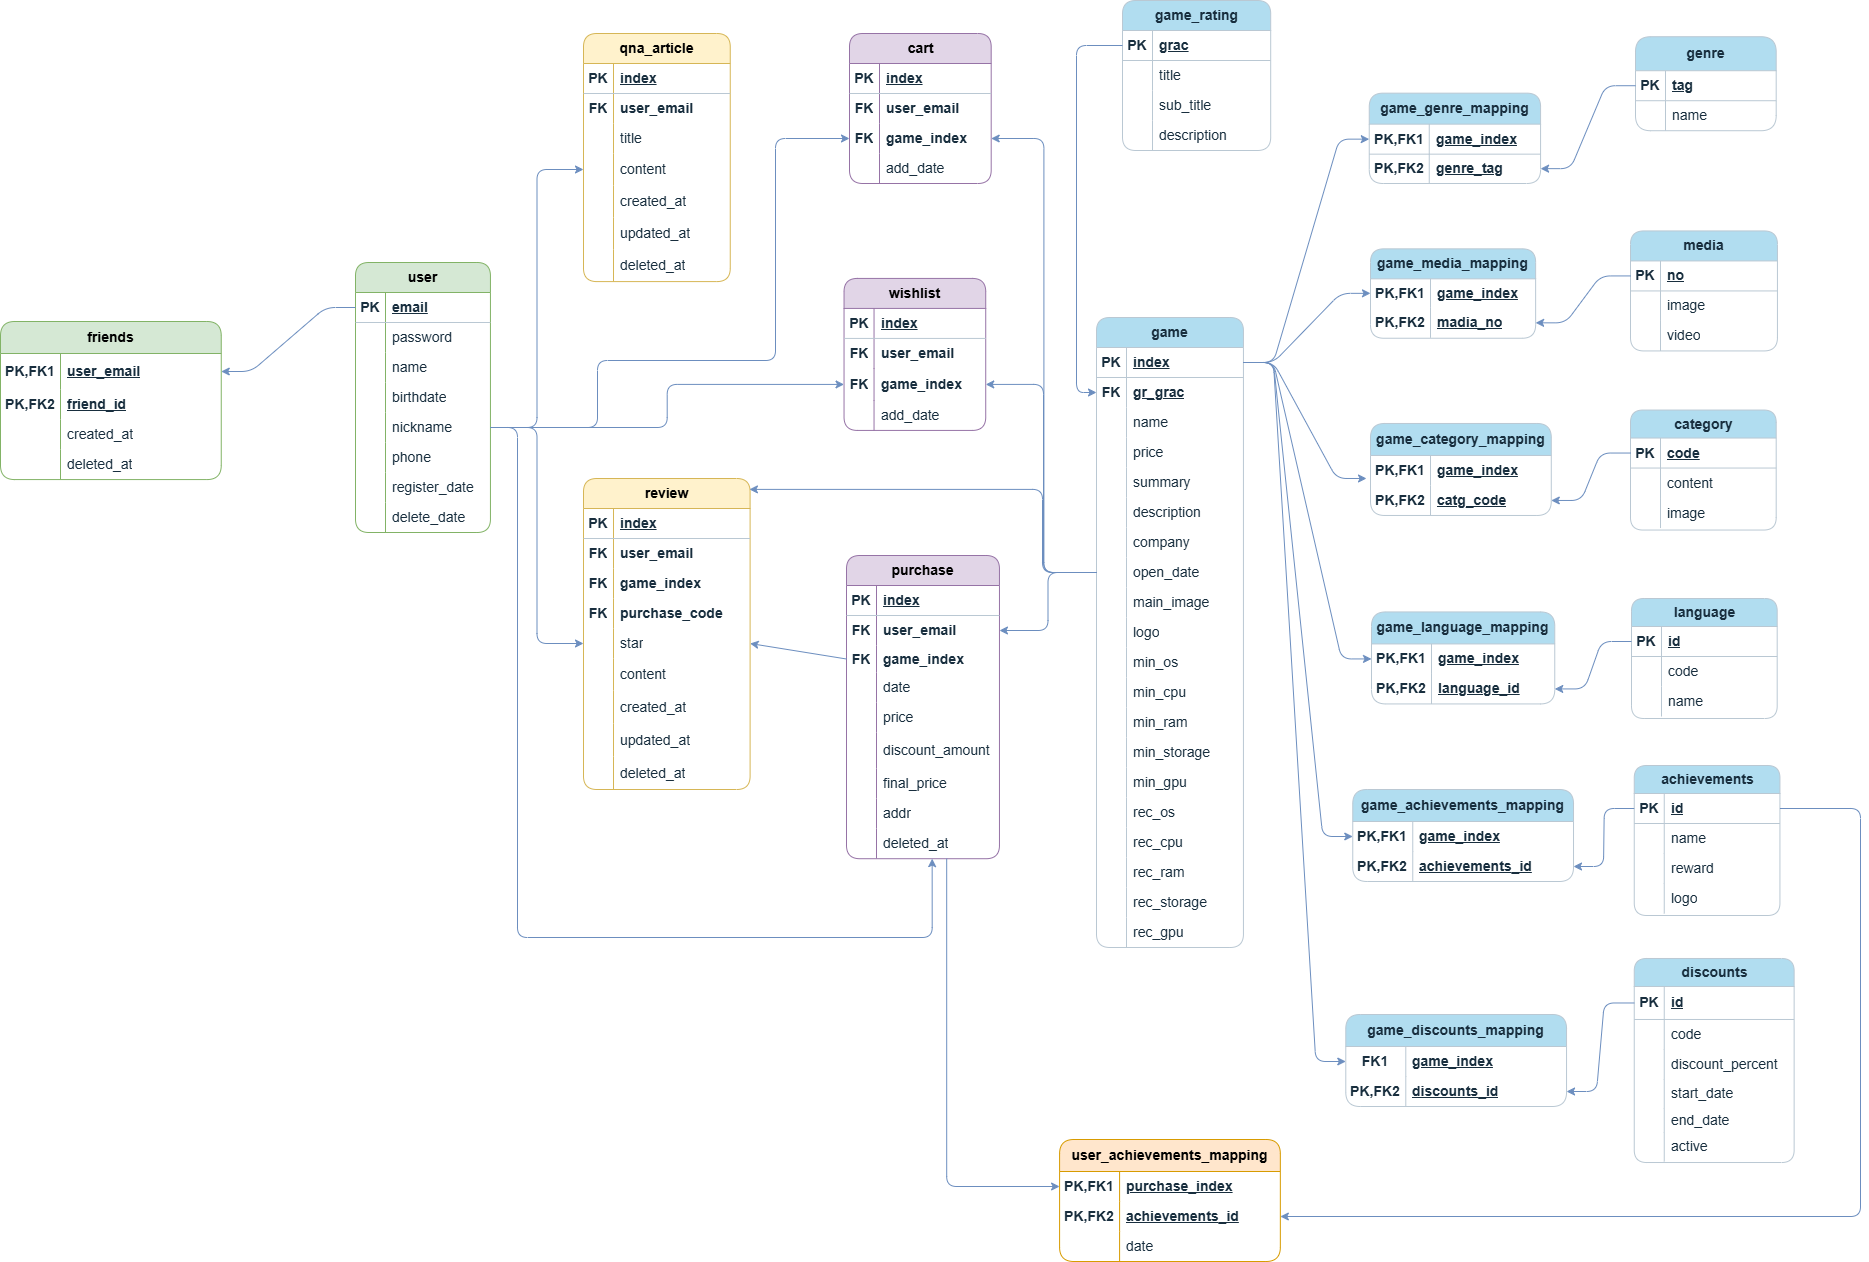 friends
PK,FK1 user_email
PK,FK2 friend_id
created_at
deleted_at
user
PK email
password
name
birthdate
nickname
phone
register_date
delete_date
qna_article
PK index
FK user_email
title
content
created_at
updated_at
deleted_at
review
PK index
FK user_email
FK game_index
FK purchase_code
star
content
created_at
updated_at
deleted_at
cart
PK index
FK user_email
FK game_index
add_date
wishlist
PK index
FK user_email
FK game_index
add_date
purchase
PK index
FK user_email
FK game_index
date
price
discount_amount
final_price
addr
deleted_at
game_rating
PK grac
title
sub_title
description
game
PK index
FK gr_grac
name
price
summary
description
company
open_date
main_image
logo
min_os
min_cpu
min_ram
min_storage
min_gpu
rec_os
rec_cpu
rec_ram
rec_storage
rec_gpu
user_achievements_mapping
PK,FK1 purchase_index
PK,FK2 achievements_id
date
game_genre_mapping
PK,FK1 game_index
PK,FK2 genre_tag
game_media_mapping
PK,FK1 game_index
PK,FK2 madia_no
game_category_mapping
PK,FK1 game_index
PK,FK2 catg_code
game_language_mapping
PK,FK1 game_index
PK,FK2 language_id
game_achievements_mapping
PK,FK1 game_index
PK,FK2 achievements_id
game_discounts_mapping
FK1 game_index
PK,FK2 discounts_id
genre
PK tag
name
media
PK no
image
video
category
PK code
content
image
language
PK id
code
name
achievements
PK id
name
reward
logo
discounts
PK id
code
discount_percent
start_date
end_date
active